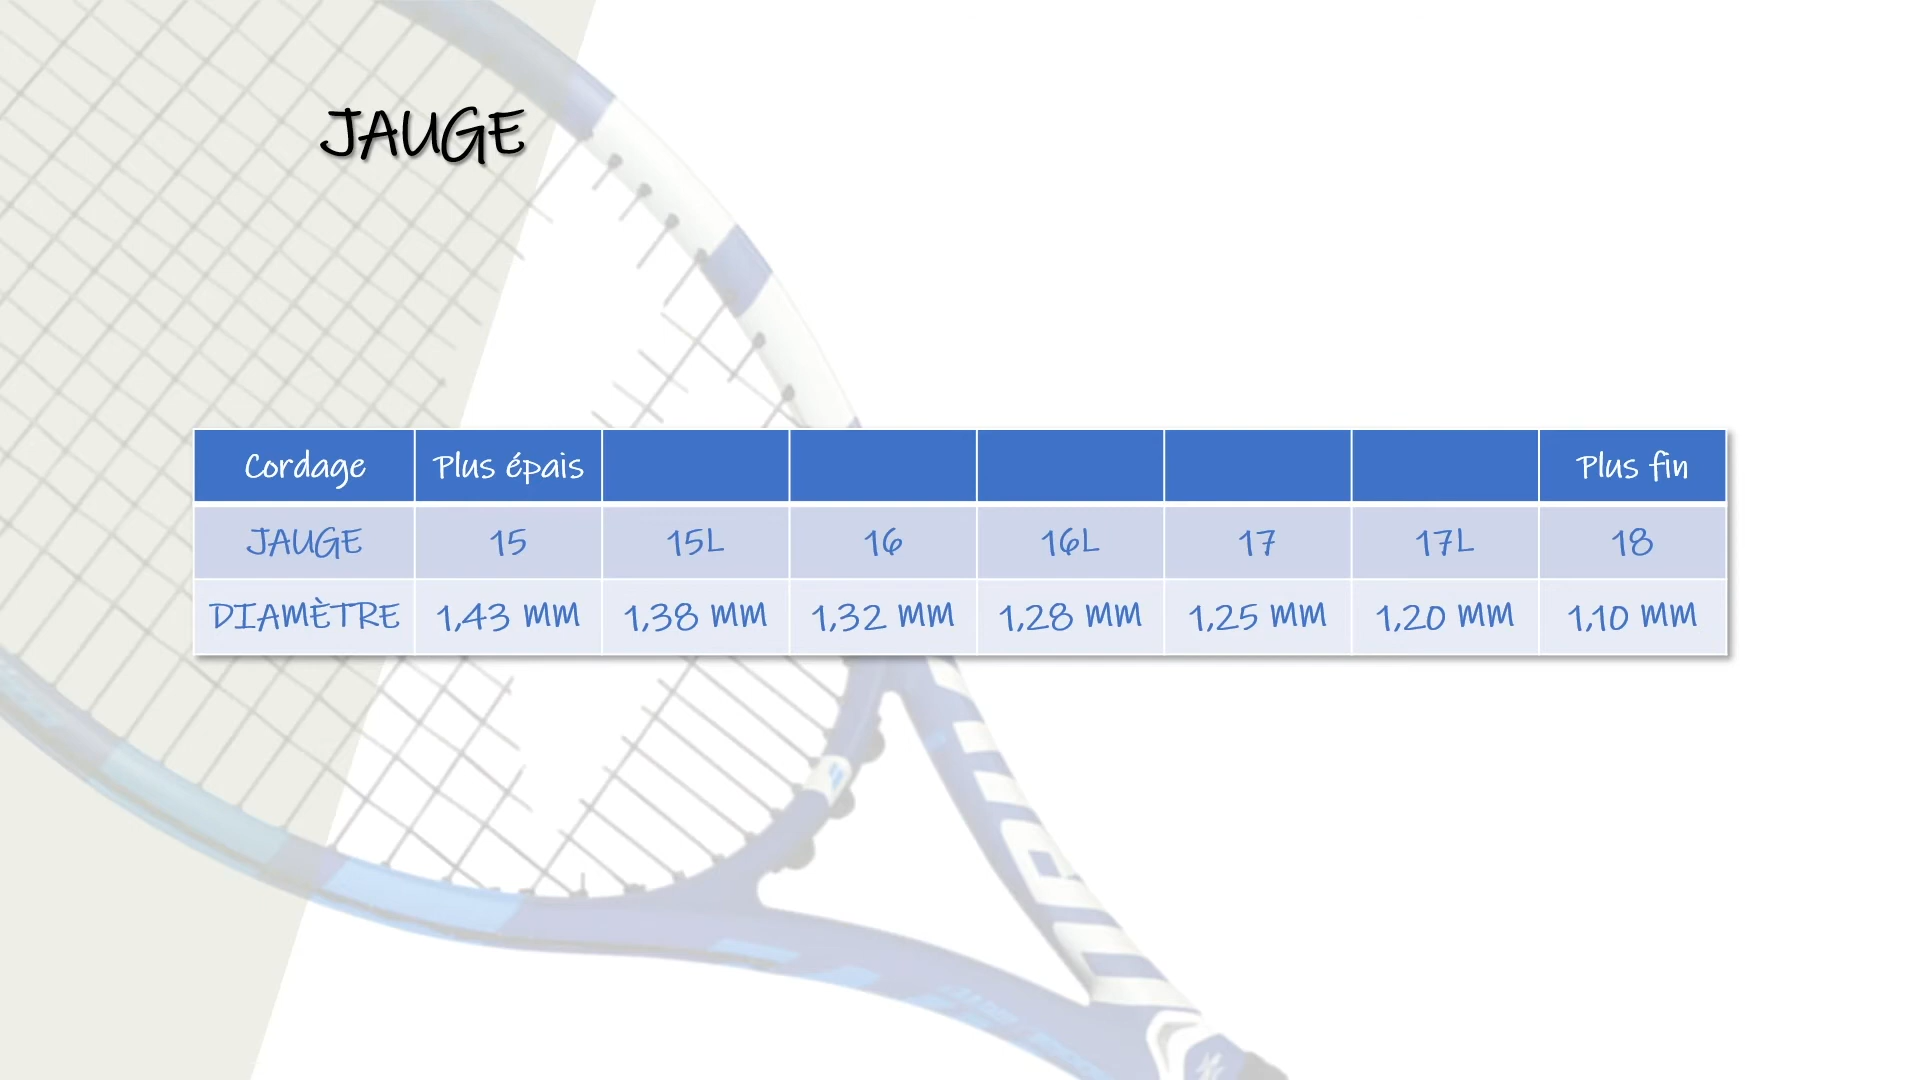 JAUGE
Cordage Plus épais Plus fin
JAUGE 15 15L 16 16L 17 17L 18
DIAMÈTRE 1,43 MM 1,38 MM 1,32 MM 1,28 MM 1,25 MM 1,20 MM 1,10 MM